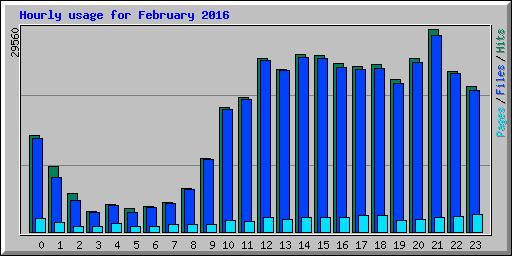 Hourly usage for February 2016
29560
Pages / Files / Hits
0 1 2 3 4 5 6 7 8 9 10 11 12 13 14 15 16 17 18 19 20 21 22 23